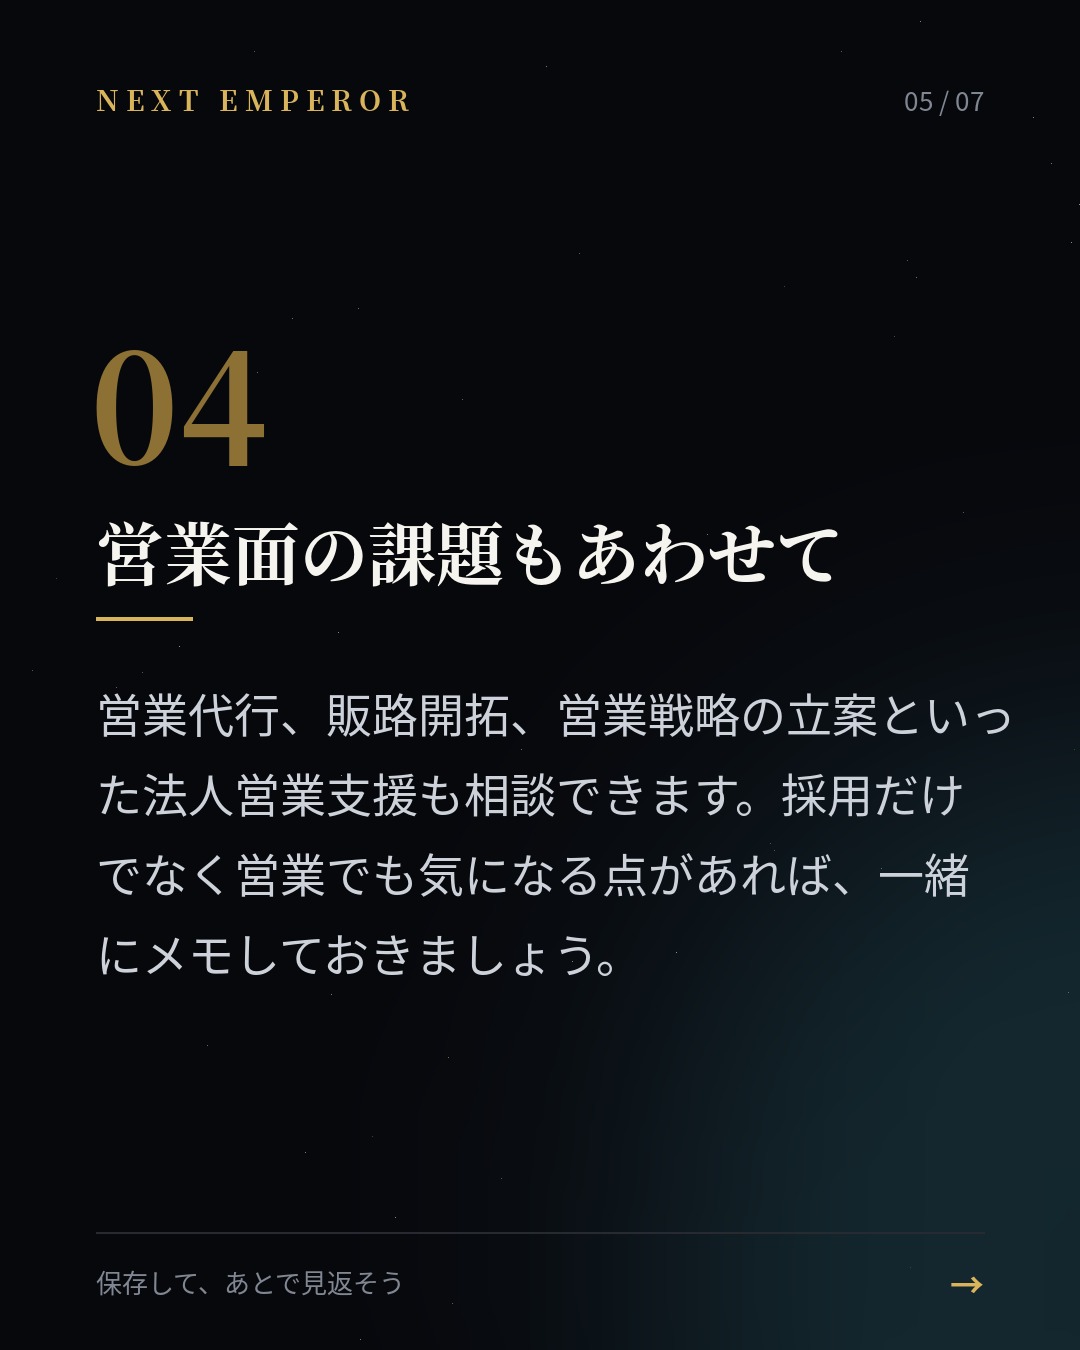 NEXT EMPEROR
05 / 07
04
営業面の課題もあわせて
営業代行、販路開拓、営業戦略の立案といっ
た法人営業支援も相談できます。採用だけ
でなく営業でも気になる点があれば、一緒
にメモしておきましょう。
保存して、あとで見返そう
→